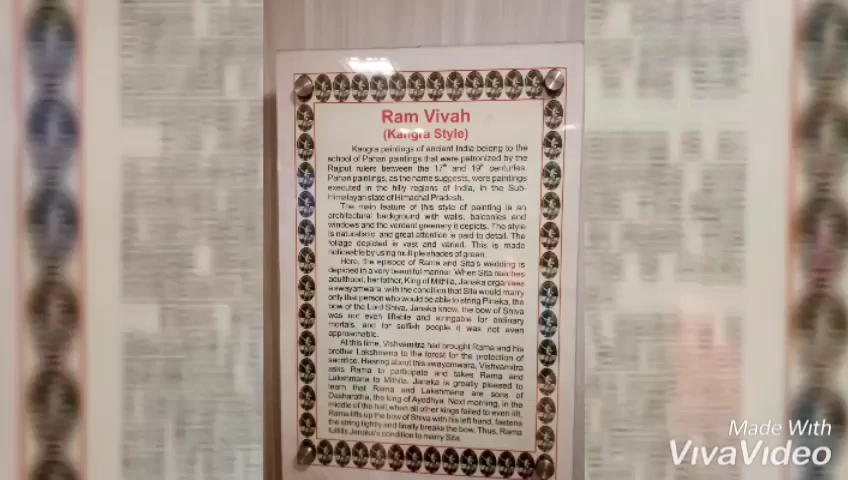 Ram Vivah
(Kangra Style)
Kangra paintings of ancient India belong to the
school of Pahari paintings that were patronized by the
Rajput rulers between the 17th and 19th centuries.
Pahari paintings, as the name suggests, were paintings
executed in the hilly regions of India, in the Sub-
Himalayan state of Himachal Pradesh.
The main feature of this style of painting is an
architectural background with walls, balconies and
windows and the verdant greenery it depicts. The style
is naturalistic and great attention is paid to detail. The
foliage depicted is vast and varied. This is made
noticeable by using multiple shades of green.
Here, the episode of Rama and Sita's wedding is
depicted in a very beautiful manner. When Sita reaches
adulthood, her father, King of Mithila, Janaka organises
a swayamwara, with the condition that Sita would marry
only that person who would be able to string Pinaka, the
bow of the Lord Shiva. Janaka knew, the bow of Shiva
was not even liftable and stringable for ordinary
mortals, and for selfish people it was not even
approachable.
At this time, Vishvamitra had brought Rama and his
brother Lakshmana to the forest for the protection of
sacrifice. Hearing about this swayamwara, Vishvamitra
asks Rama to participate and takes Rama and
Lakshmana to Mithila. Janaka is greatly pleased to
learn that Rama and Lakshmana are sons of
Dasharatha, the king of Ayodhya. Next morning, in the
middle of the hall, when all other kings failed to even lift,
Rama lifts up the bow of Shiva with his left hand, fastens
the string tightly and finally breaks the bow. Thus, Rama
fulfills Janaka's condition to marry Sita.
Made With
VivaVideo